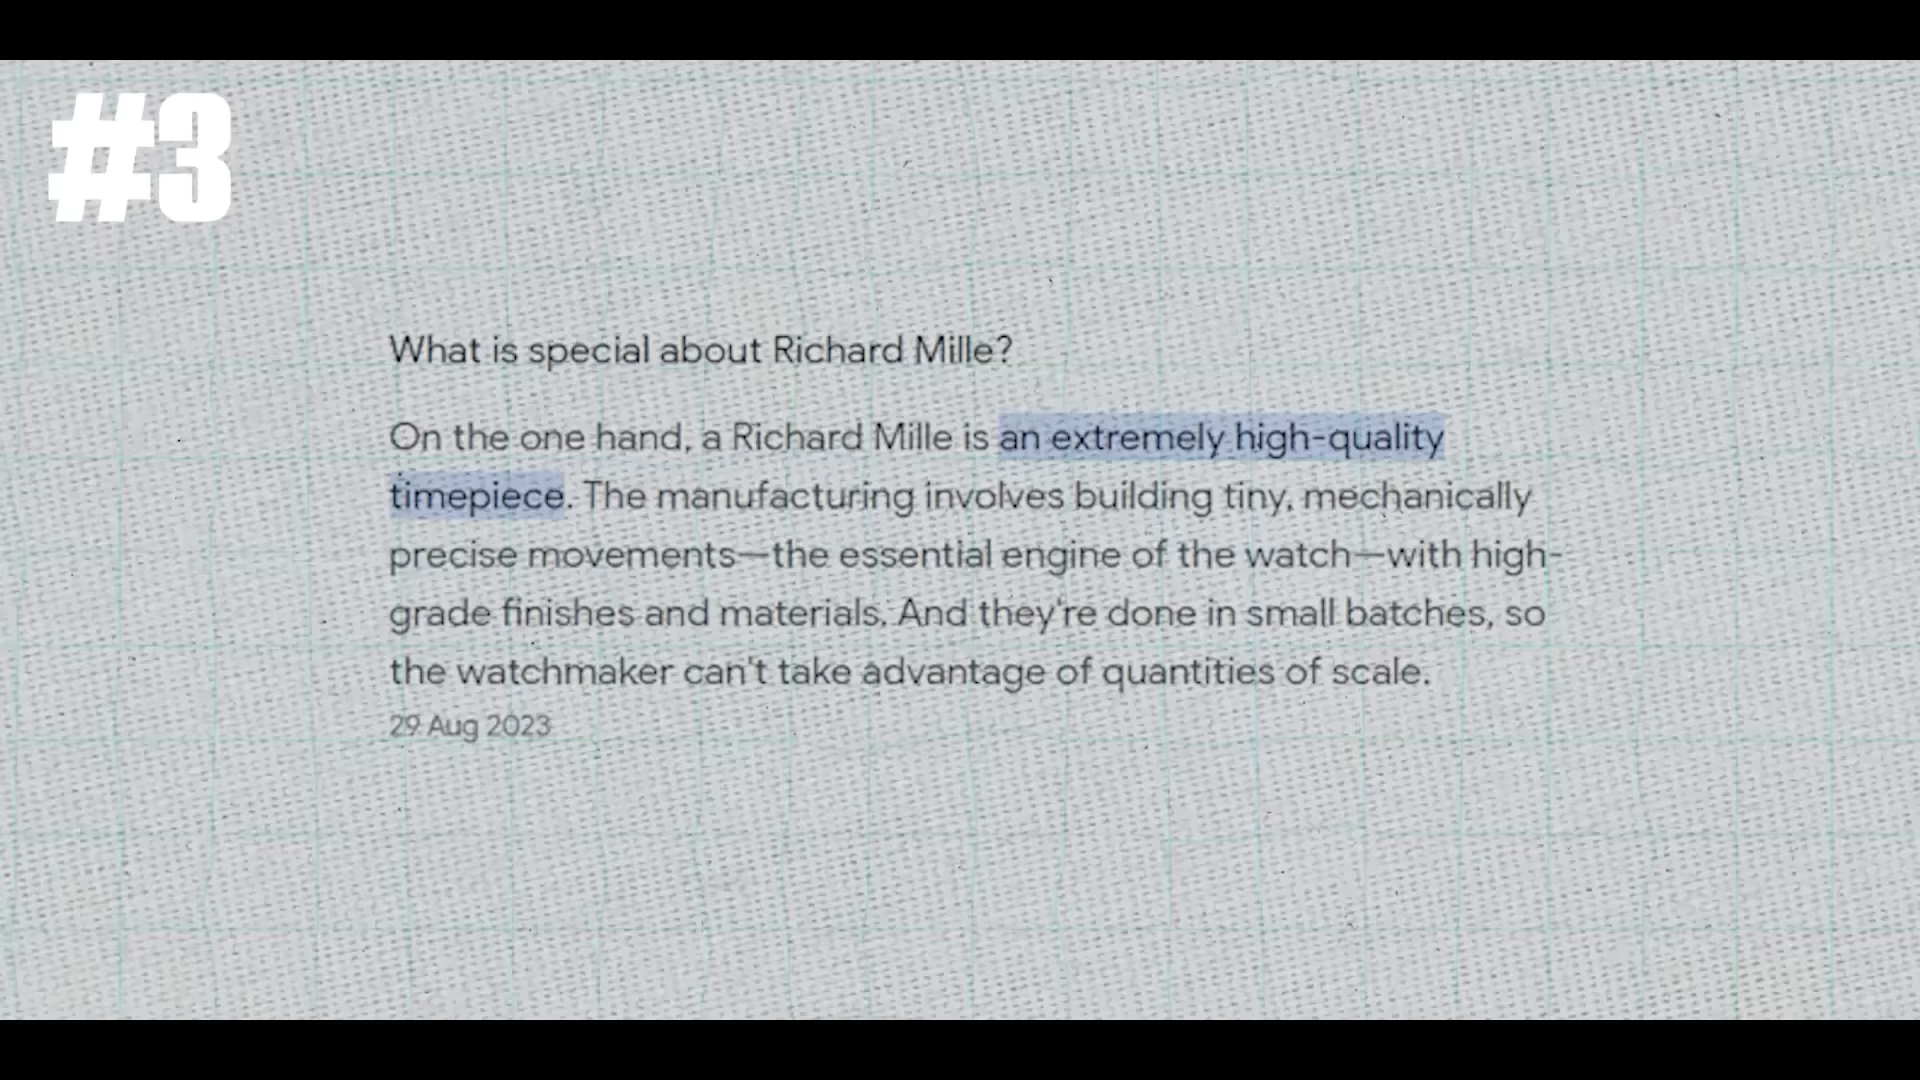 #3
What is special about Richard Mille?
On the one hand, a Richard Mille is an extremely high-quality
timepiece. The manufacturing involves building tiny, mechanically
precise movements—the essential engine of the watch—with high-
grade finishes and materials. And they're done in small batches, so
the watchmaker can't take advantage of quantities of scale.
29 Aug 2023